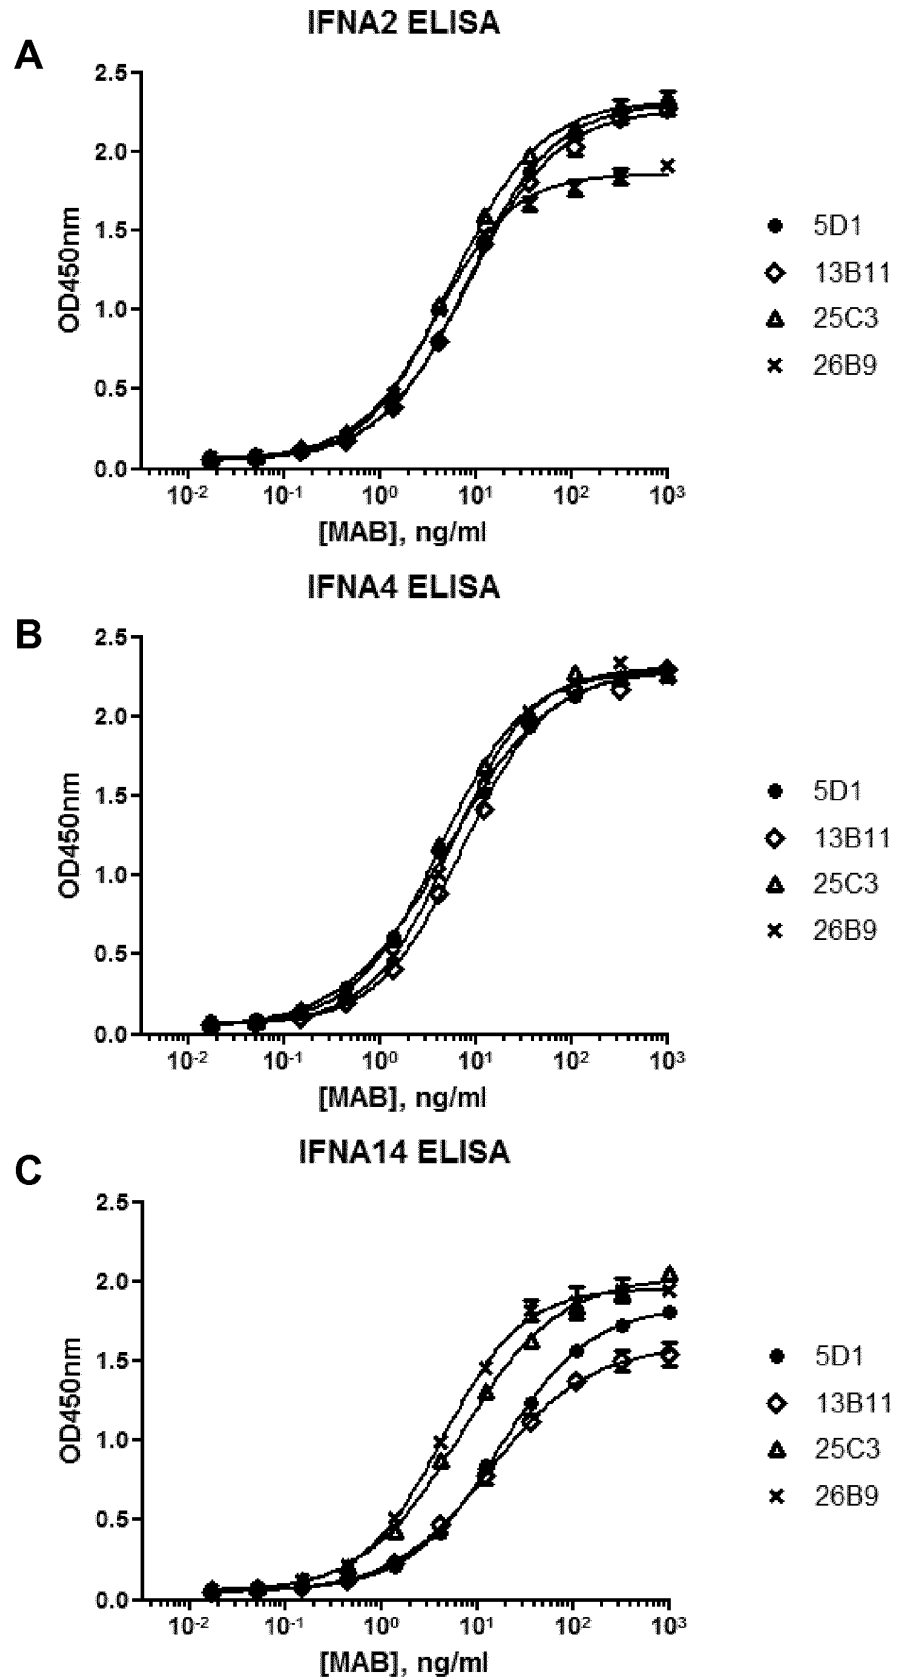 IFNA2 ELISA
A
2.5
2.0
1.5
1.0
0.5
0.0
OD450nm
10-2 10-1 10⁰ 10¹ 10² 10³
[MAB], ng/ml
5D1
13B11
25C3
26B9
IFNA4 ELISA
B
2.5
2.0
1.5
1.0
0.5
0.0
OD450nm
10-2 10-1 10⁰ 10¹ 10² 10³
[MAB], ng/ml
5D1
13B11
25C3
26B9
IFNA14 ELISA
C
2.5
2.0
1.5
1.0
0.5
0.0
OD450nm
10-2 10-1 10⁰ 10¹ 10² 10³
[MAB], ng/ml
5D1
13B11
25C3
26B9